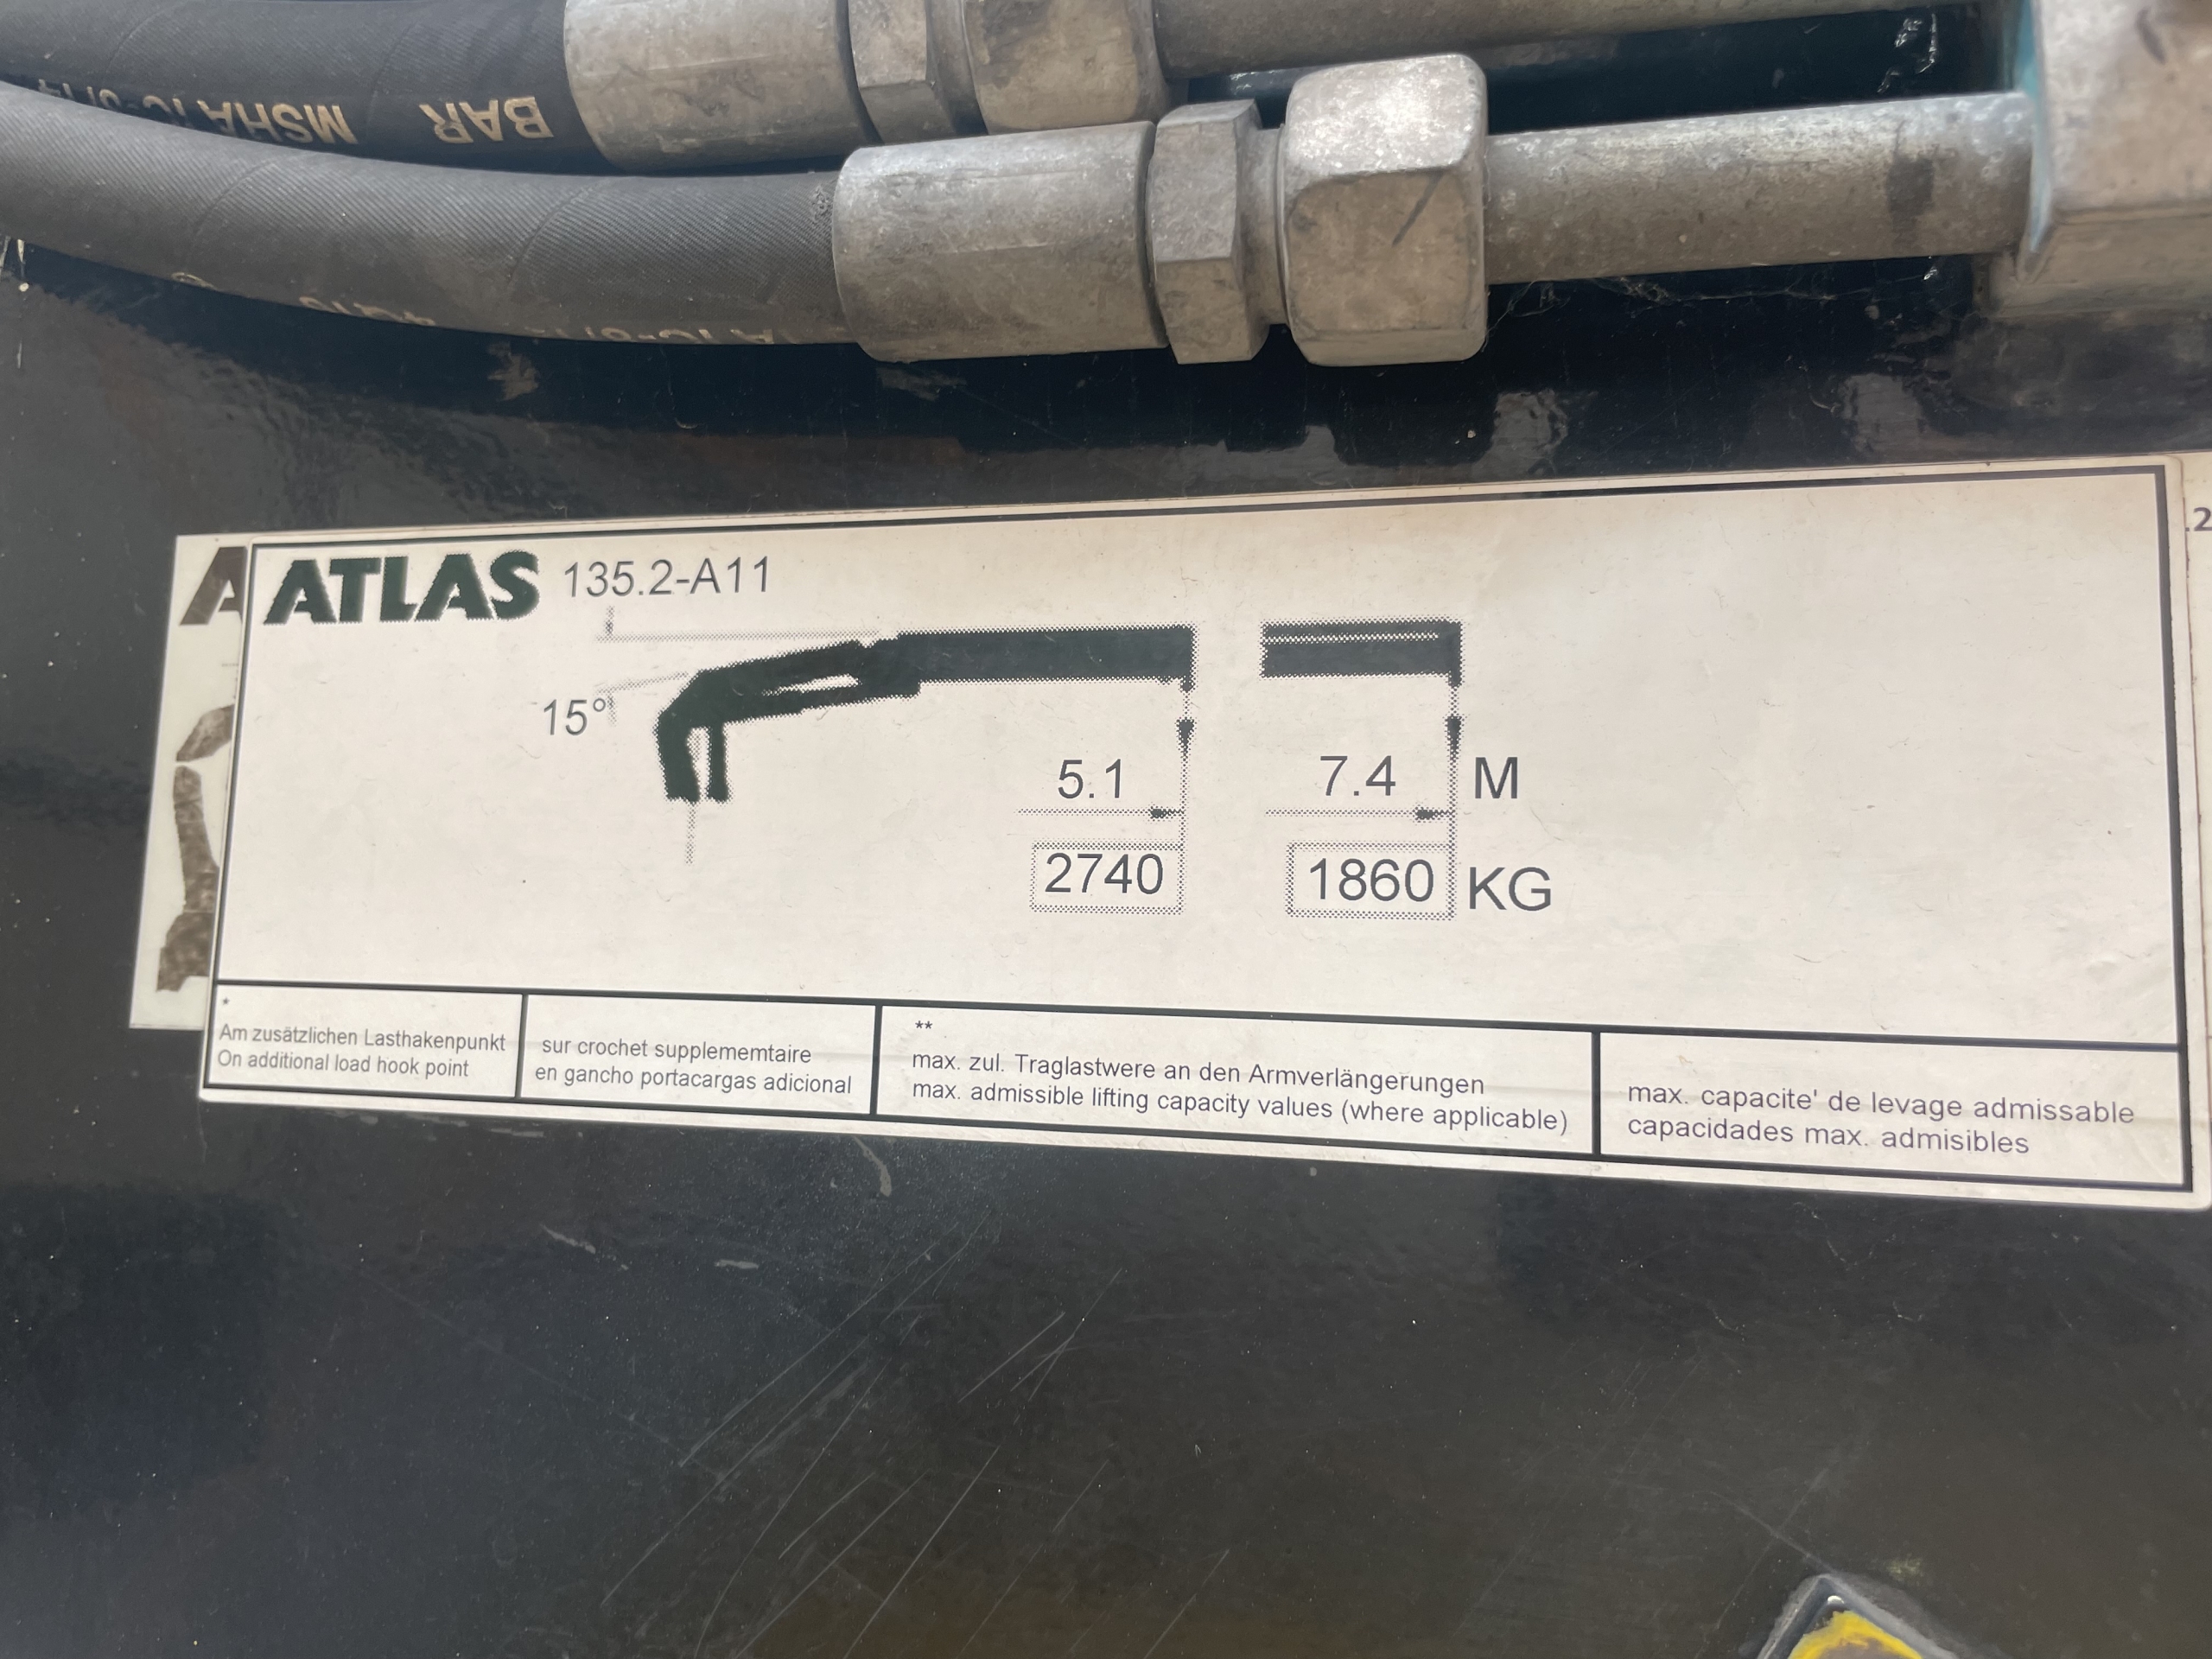 BAR MSHA
.2
A
ATLAS 135.2-A11
15°
5.1 7.4 M
2740 1860 KG
*
Am zusätzlichen Lasthakenpunkt
On additional load hook point
sur crochet supplememtaire
en gancho portacargas adicional
**
max. zul. Traglastwere an den Armverlängerungen
max. admissible lifting capacity values (where applicable)
max. capacite' de levage admissable
capacidades max. admisibles